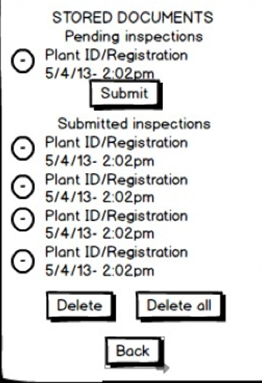 STORED DOCUMENTS
Pending inspections
Plant ID/Registration
5/4/13- 2:02pm
Submit
Submitted inspections
Plant ID/Registration
5/4/13- 2:02pm
Plant ID/Registration
5/4/13- 2:02pm
Plant ID/Registration
5/4/13- 2:02pm
Plant ID/Registration
5/4/13- 2:02pm
Delete
Delete all
Back